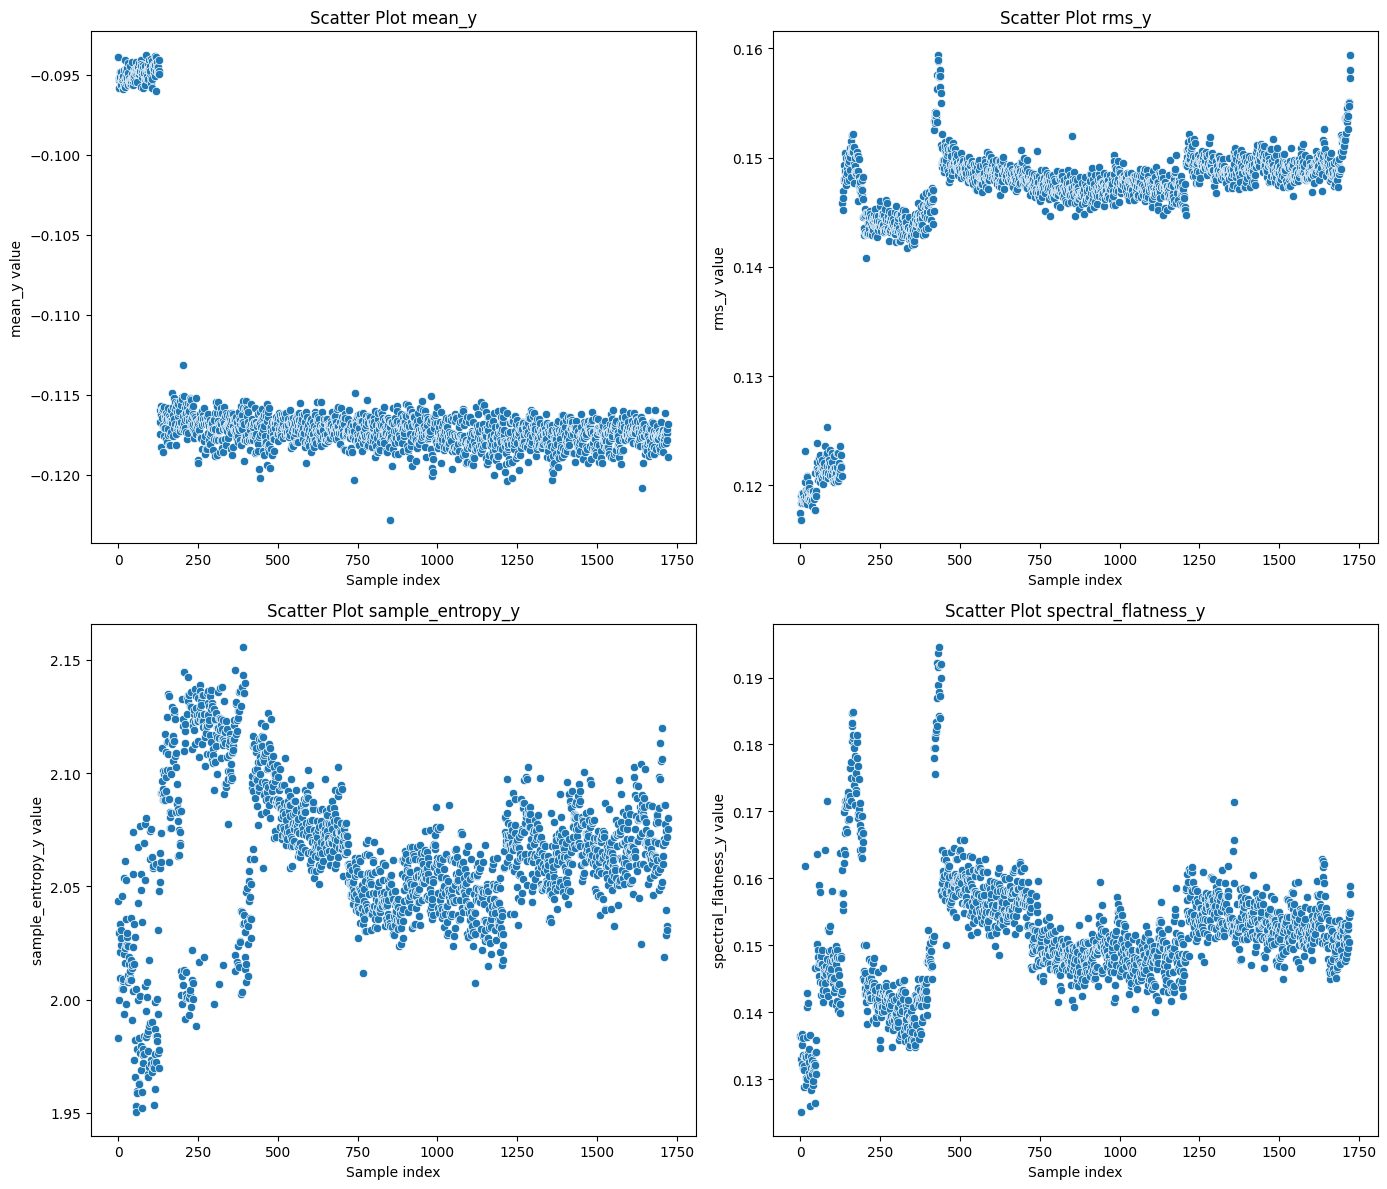 Scatter Plot mean_y
−0.095
−0.100
−0.105
−0.110
−0.115
−0.120
mean_y value
0 250 500 750 1000 1250 1500 1750
Sample index
Scatter Plot rms_y
0.16
0.15
0.14
0.13
0.12
rms_y value
0 250 500 750 1000 1250 1500 1750
Sample index
Scatter Plot sample_entropy_y
2.15
2.10
2.05
2.00
1.95
sample_entropy_y value
0 250 500 750 1000 1250 1500 1750
Sample index
Scatter Plot spectral_flatness_y
0.19
0.18
0.17
0.16
0.15
0.14
0.13
spectral_flatness_y value
0 250 500 750 1000 1250 1500 1750
Sample index